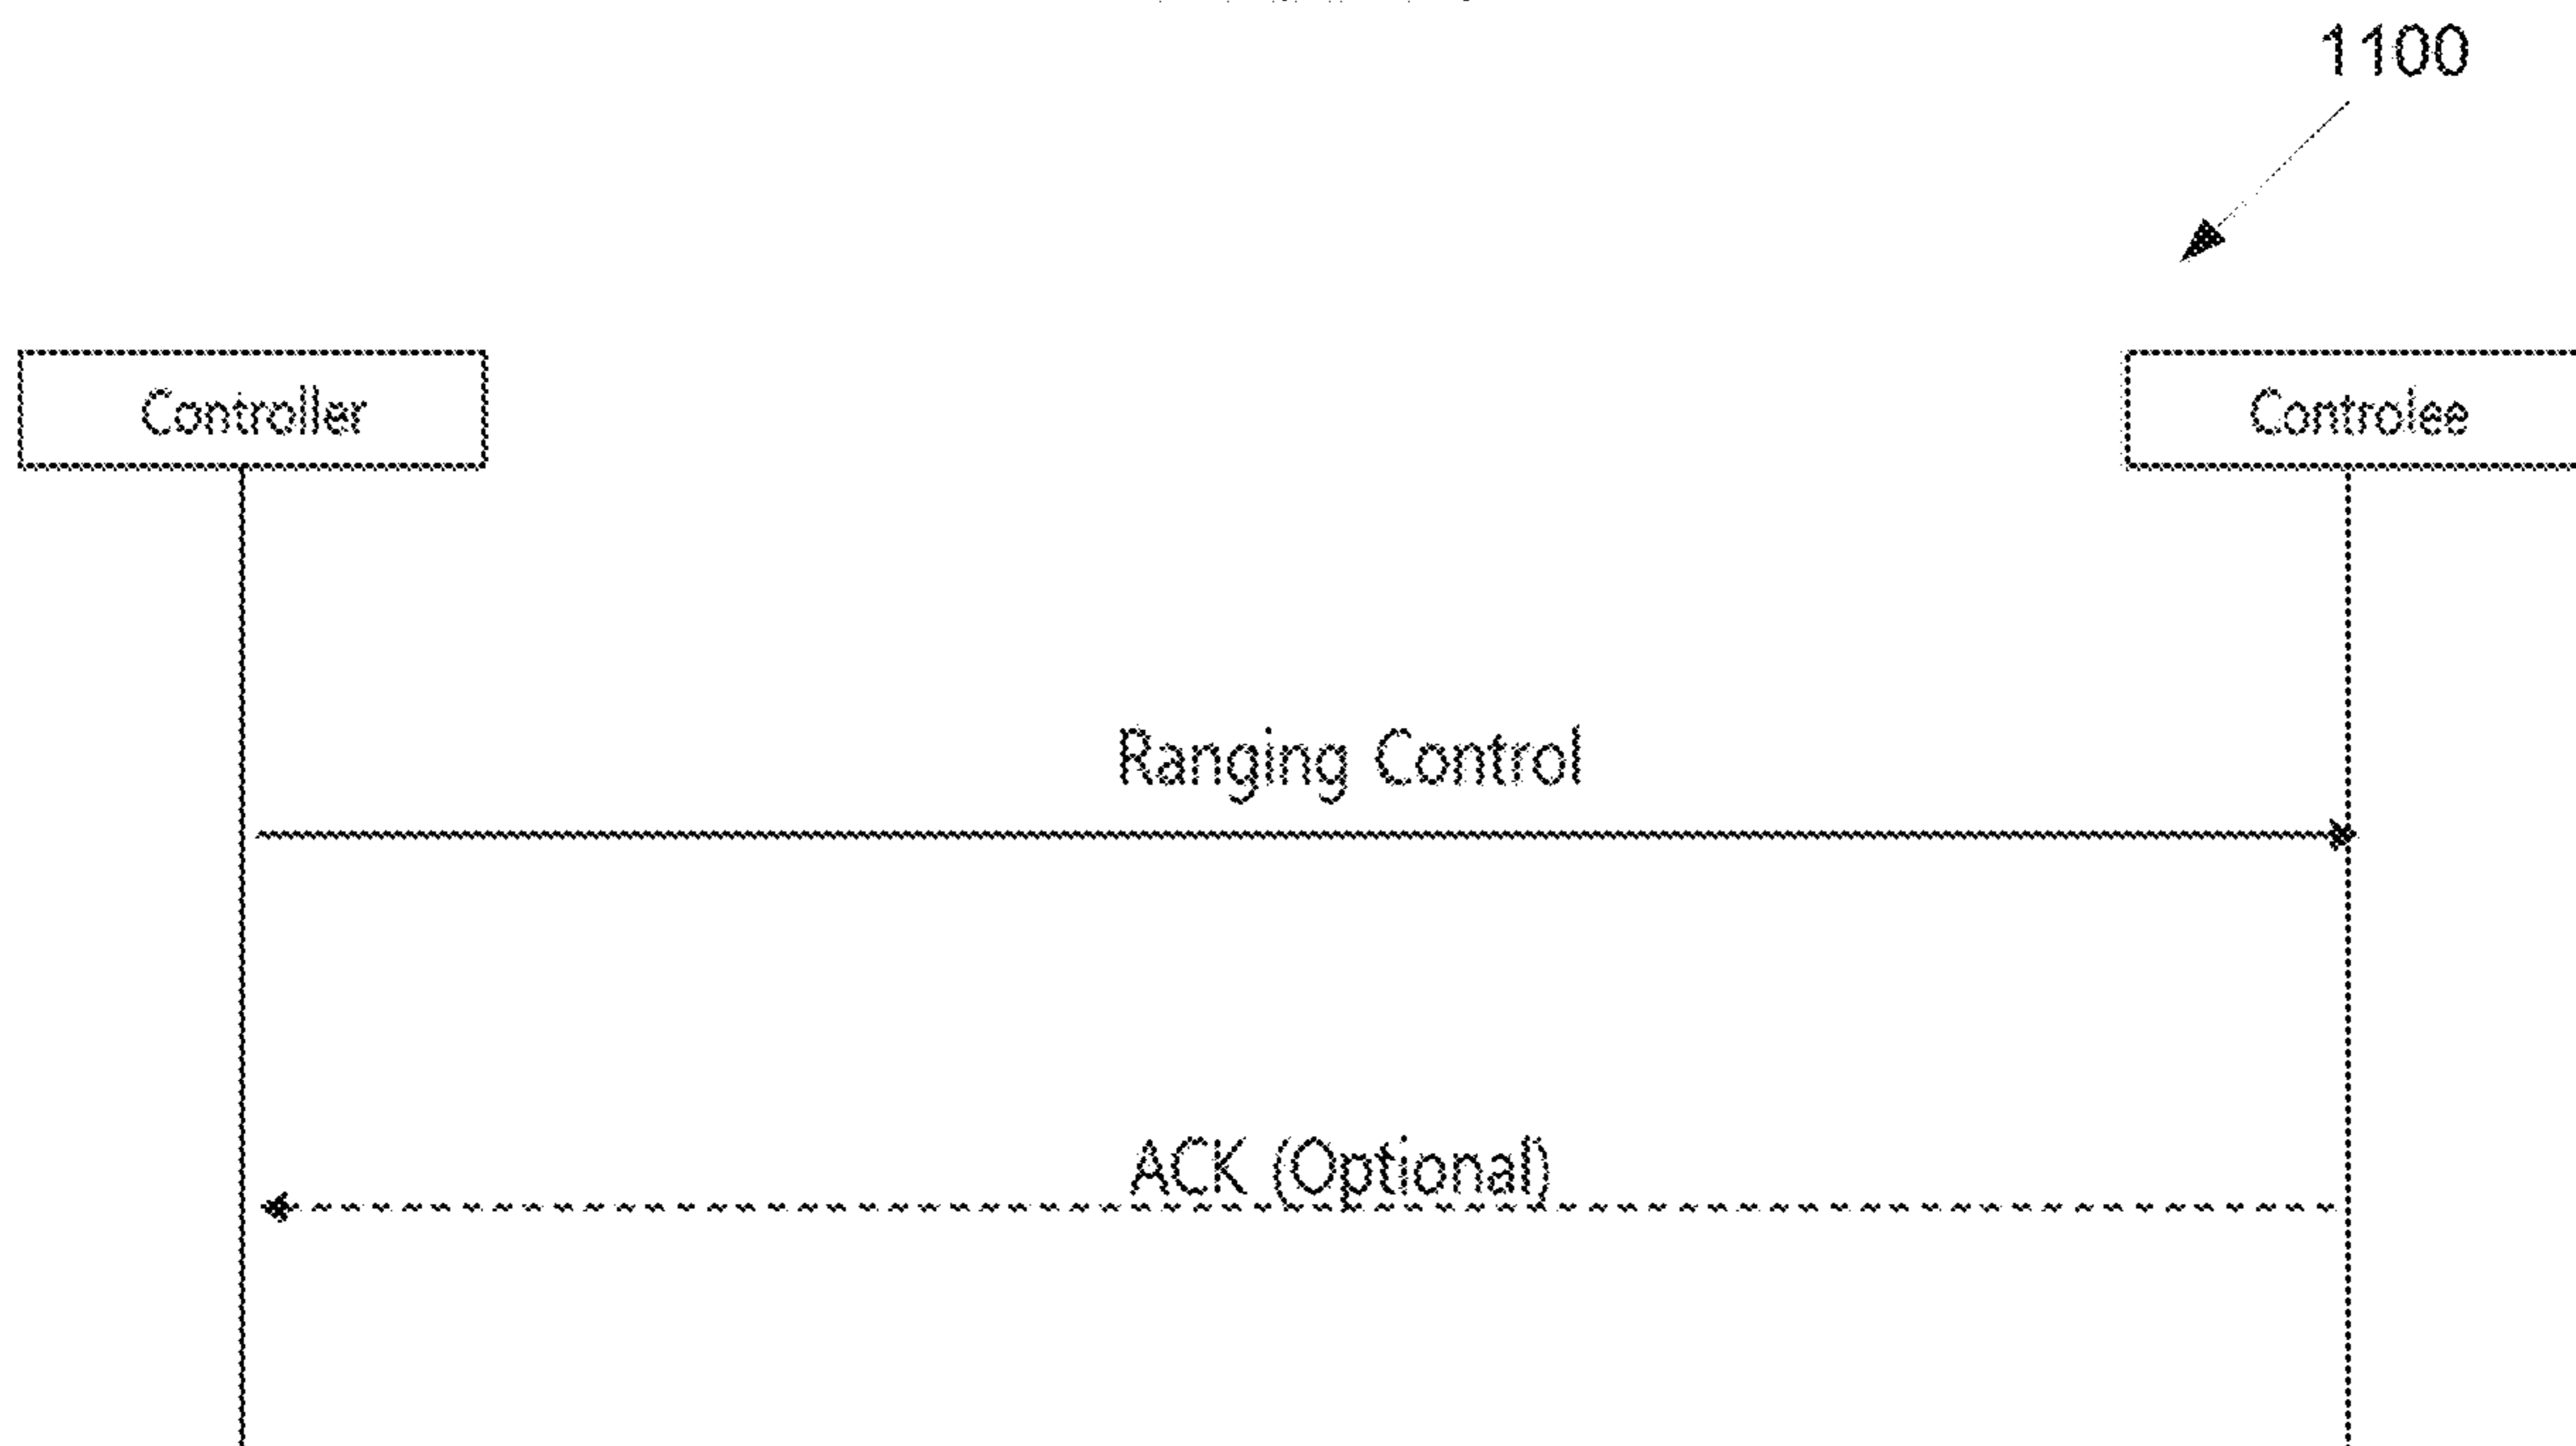 1100
Controller
Controlee
Ranging Control
ACK (Optional)